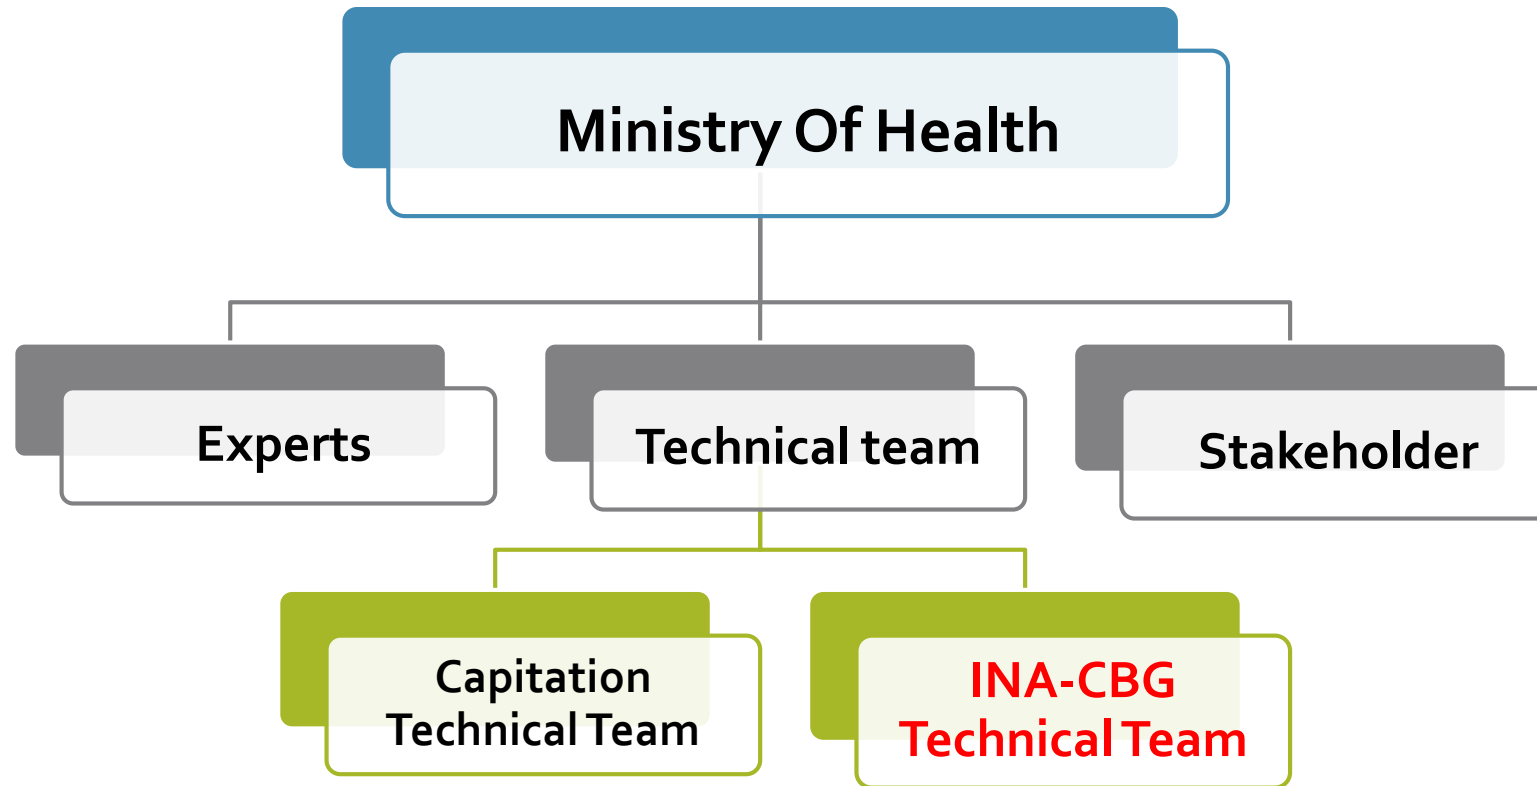 Ministry Of Health
Experts
Technical team
Stakeholder
Capitation
Technical Team
INA-CBG
Technical Team